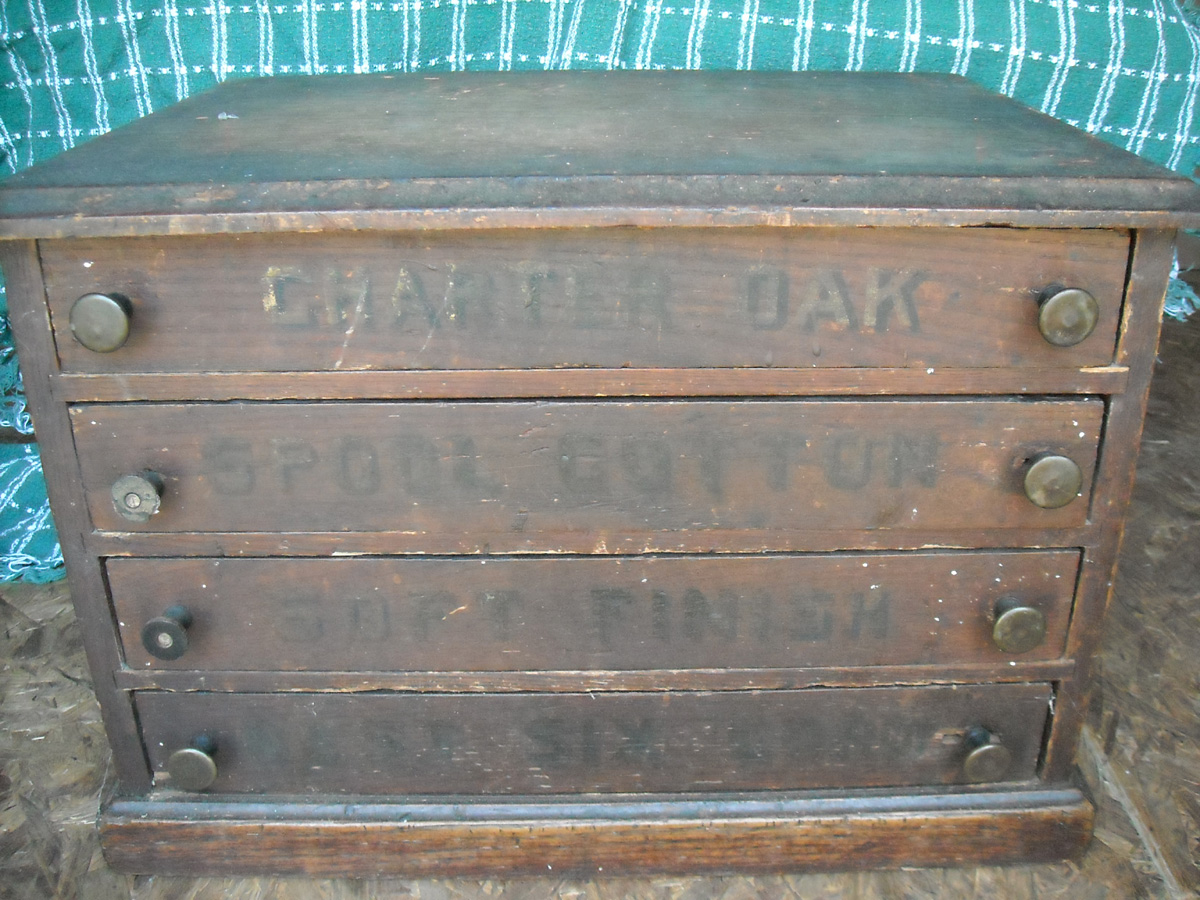 CHARTER OAK
SPOOL COTTON
SOFT FINISH
SIX